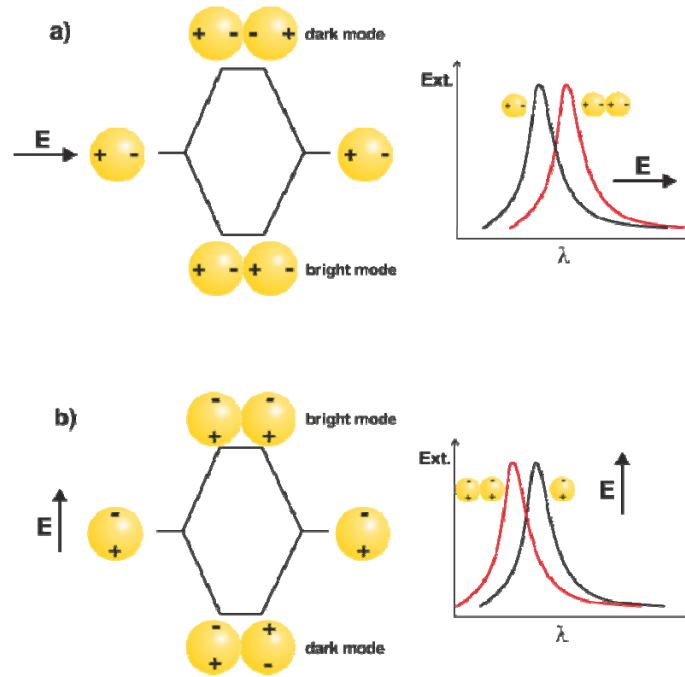 a)
+ - - + dark mode
Ext.
+ - + - + -
E
+ - + -
E
+ - + - bright mode
λ
b)
- - bright mode
+ +
Ext.
- - -
+ + +
E
E
- -
+ +
λ
- +
+ - dark mode